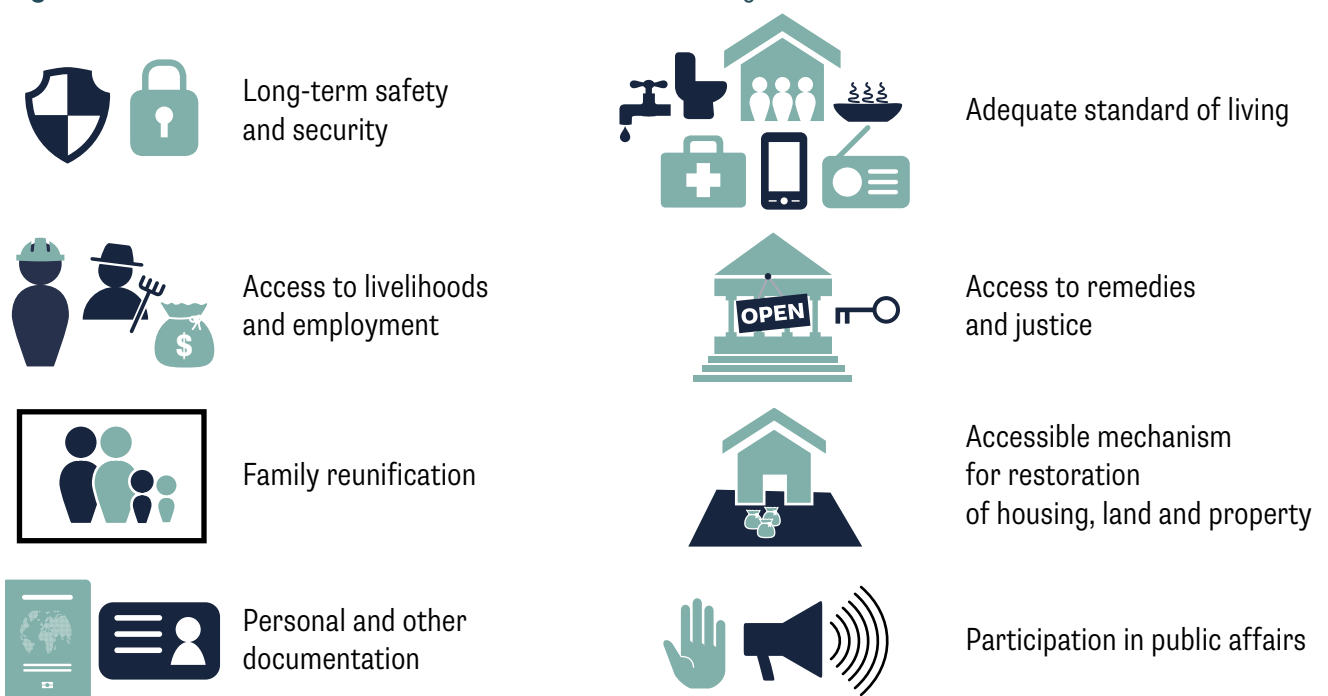 Long-term safety
and security
Adequate standard of living
Access to livelihoods
and employment
$
OPEN
Access to remedies
and justice
Family reunification
Accessible mechanism
for restoration
of housing, land and property
Personal and other
documentation
Participation in public affairs